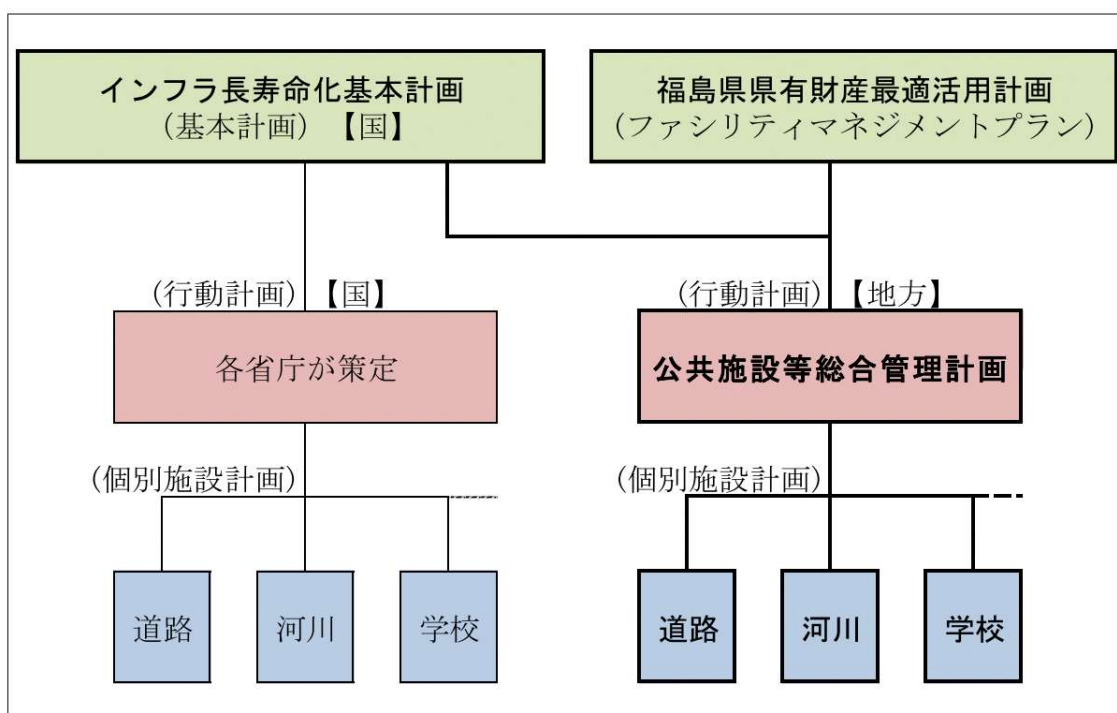 インフラ長寿命化基本計画
(基本計画)【国】
福島県県有財産最適活用計画
(ファシリティマネジメントプラン)
(行動計画)【国】
各省庁が策定
(個別施設計画)
道路
河川
学校
(行動計画)【地方】
公共施設等総合管理計画
(個別施設計画)
道路
河川
学校